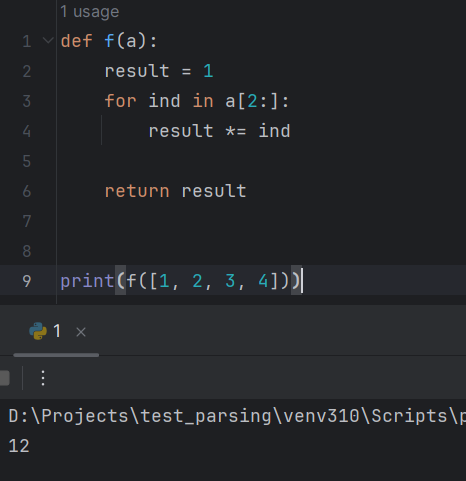 1 usage
1 def f(a):
2     result = 1
3     for ind in a[2:]:
4         result *= ind
5
6     return result
7
8
9 print(f([1, 2, 3, 4]))
1 ×
D:\Projects\test_parsing\venv310\Scripts\p
12